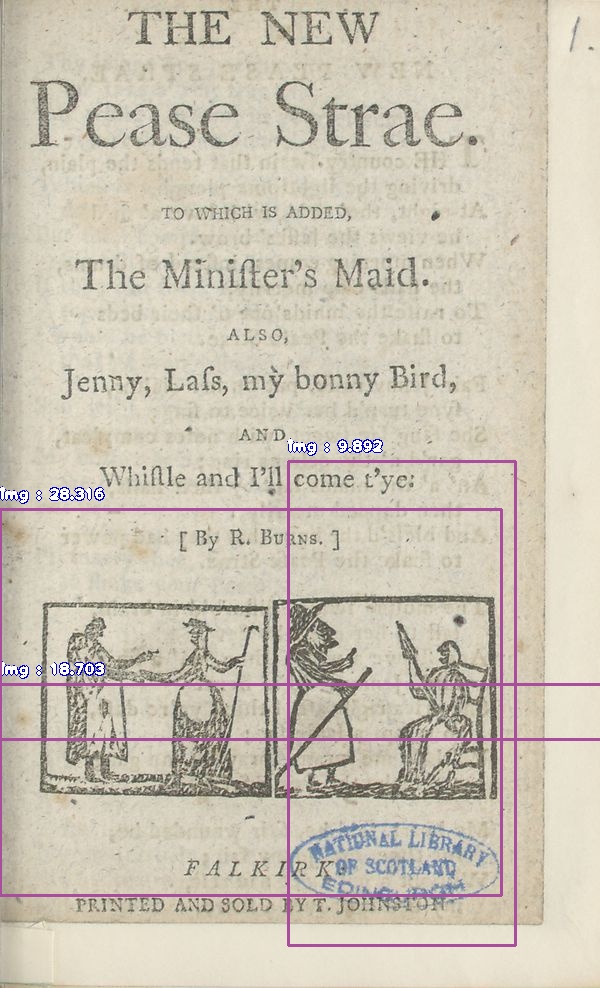 THE NEW
Pease Strae.
TO WHICH IS ADDED,
The Miniſter's Maid.
ALSO,
Jenny, Laſs, my bonny Bird,
AND
Whiſtle and I'll come t'ye:
[ By R. BURNS. ]
FALKIRK
PRINTED AND SOLD BY T. JOHNSTON
NATIONAL LIBRARY
OF SCOTLAND
EDINBURGH
1.
img : 9.892
img : 28.316
img : 18.703